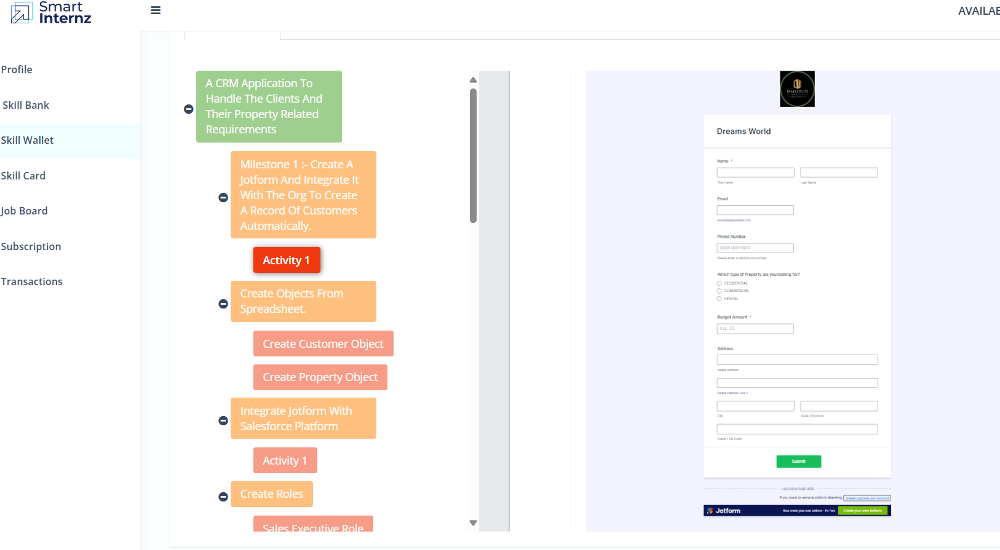 Smart
Internz
AVAILAB
Profile
Skill Bank
Skill Wallet
Skill Card
Job Board
Subscription
Transactions
A CRM Application To
Handle The Clients And
Their Property Related
Requirements
Milestone 1 :- Create A
Jotform And Integrate It
With The Org To Create
A Record Of Customers
Automatically.
Activity 1
Create Objects From
Spreadsheet.
Create Customer Object
Create Property Object
Integrate Jotform With
Salesforce Platform
Activity 1
Create Roles
Sales Executive Role
Dreams World
Dreams World
Name *
First Name
Last Name
Email
example@example.com
Phone Number
(000) 000-0000
Please enter a valid phone number.
Which type of Property are you looking for?
RESIDENTIAL
COMMERCIAL
RENTAL
Budget Amount *
e.g., 23
Address
Street Address
Street Address Line 2
City
State / Province
Postal / Zip Code
Submit
+ ADD NEW PAGE HERE
If you want to remove Jotform Branding, please upgrade your account
Jotform
Now create your own Jotform - It's Free
Create your own Jotform